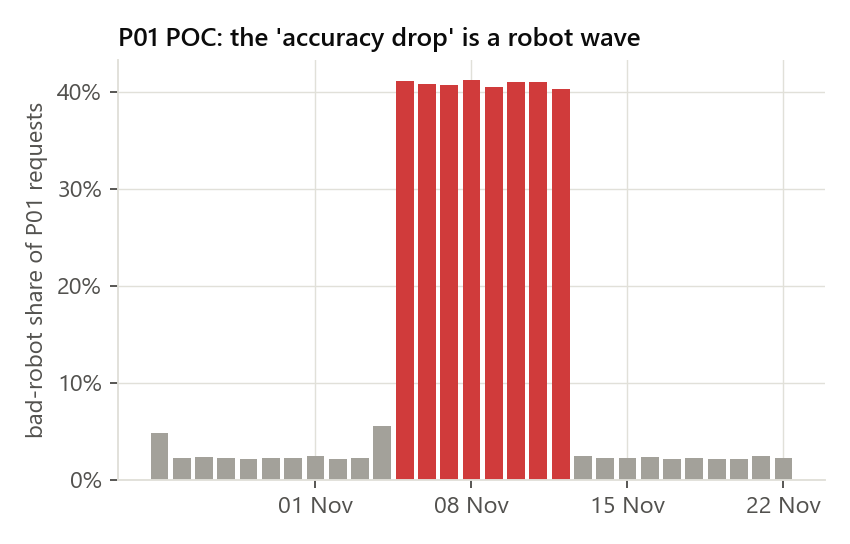 P01 POC: the 'accuracy drop' is a robot wave
bad-robot share of P01 requests
40%
30%
20%
10%
0%
01 Nov
08 Nov
15 Nov
22 Nov